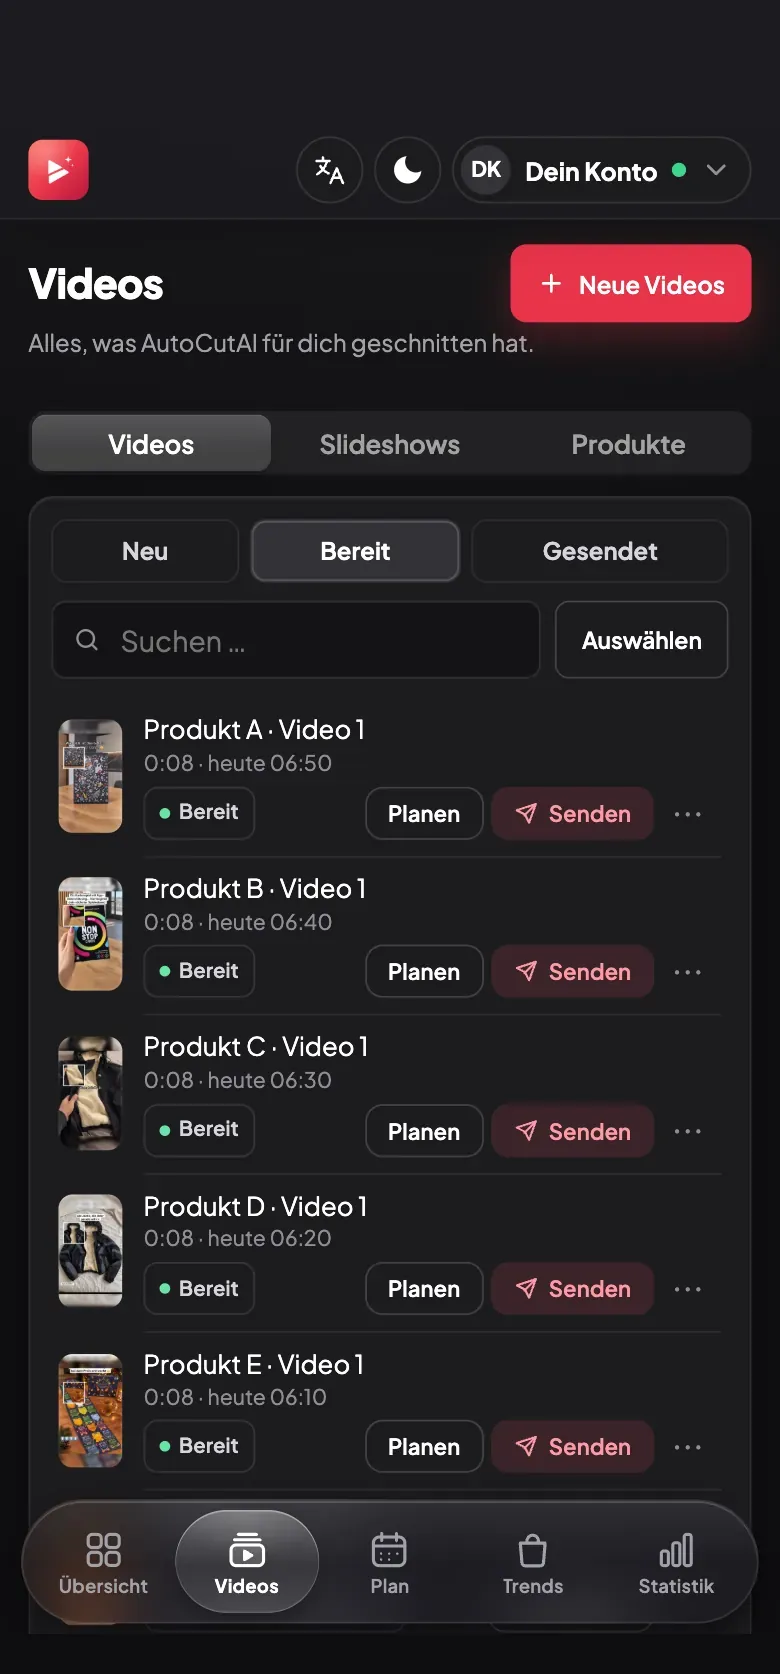 DK Dein Konto
Videos
+ Neue Videos
Alles, was AutoCutAI für dich geschnitten hat.
Videos Slideshows Produkte
Neu Bereit Gesendet
Suchen ... Auswählen
Produkt A · Video 1
0:08 · heute 06:50
Bereit Planen Senden
Produkt B · Video 1
0:08 · heute 06:40
NON STOP
Bereit Planen Senden
Produkt C · Video 1
0:08 · heute 06:30
Bereit Planen Senden
Produkt D · Video 1
0:08 · heute 06:20
Bereit Planen Senden
Produkt E · Video 1
0:08 · heute 06:10
Bereit Planen Senden
Übersicht Videos Plan Trends Statistik